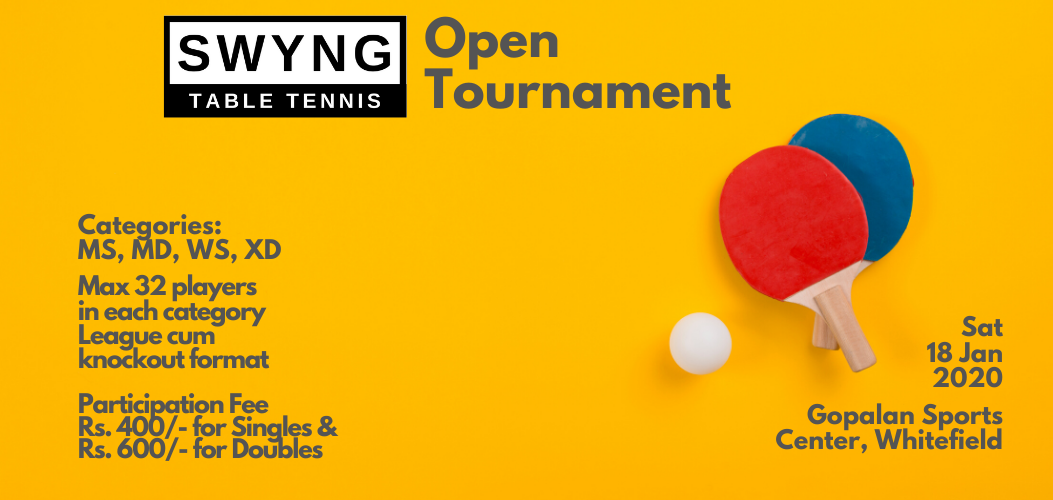 SWYNG
TABLE TENNIS
Open
Tournament
Categories:
MS, MD, WS, XD
Max 32 players
in each category
League cum
knockout format
Participation Fee
Rs. 400/- for Singles &
Rs. 600/- for Doubles
Sat
18 Jan
2020
Gopalan Sports
Center, Whitefield